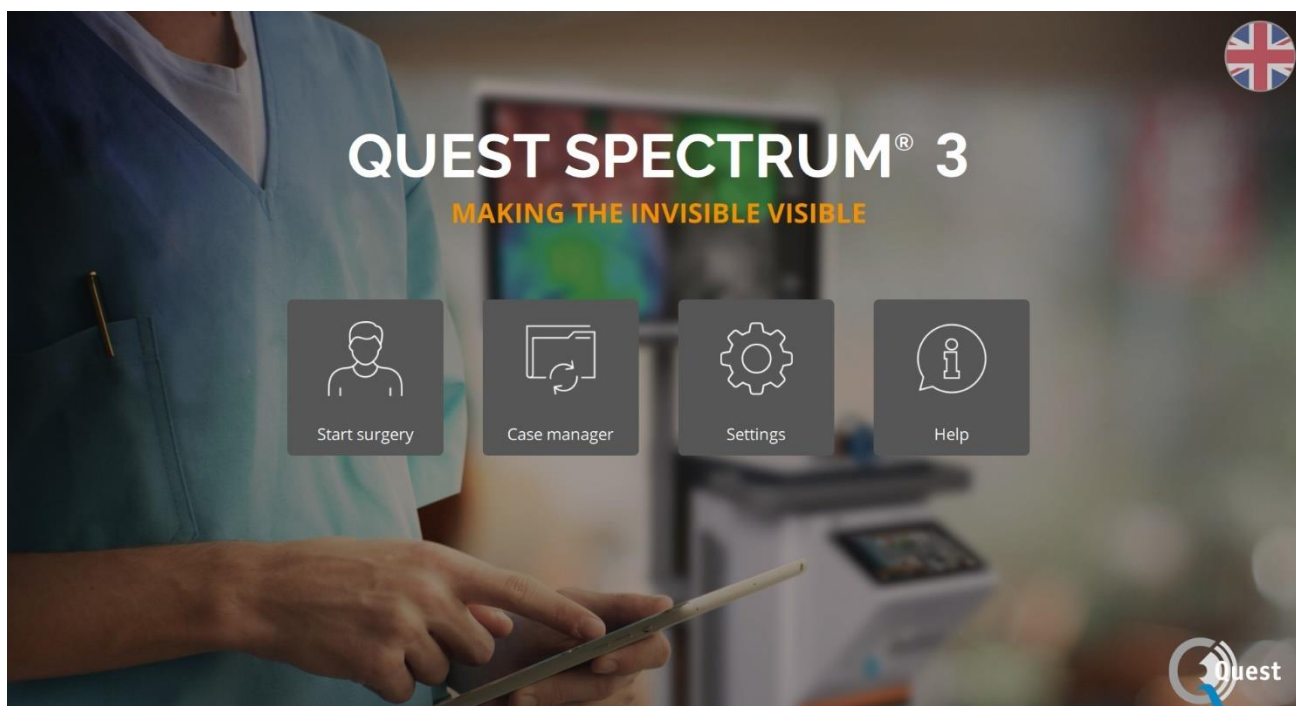 QUEST SPECTRUM® 3
MAKING THE INVISIBLE VISIBLE
Start surgery
Case manager
Settings
Help
Quest